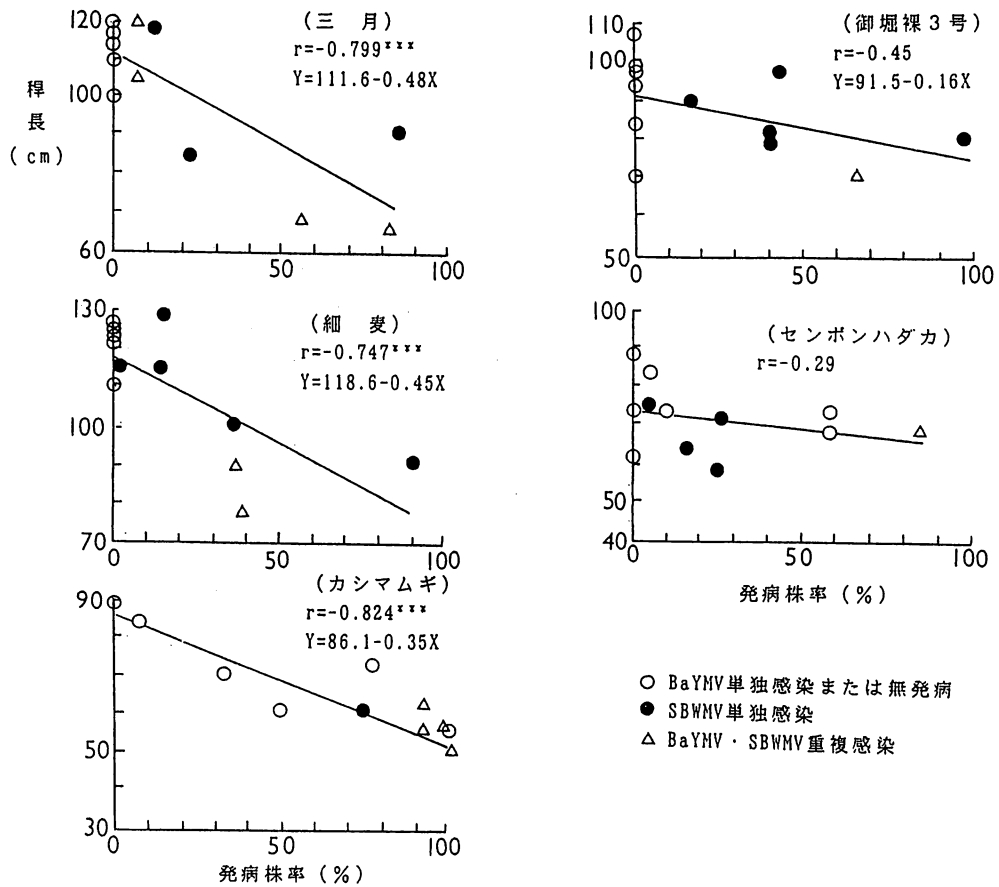 (三月)
r=-0.799***
Y=111.6-0.48X
稈長
(cm)
120
100
60
0
50
100
(御堀裸3号)
r=-0.45
Y=91.5-0.16X
110
100
50
0
50
100
(細麦)
r=-0.747***
Y=118.6-0.45X
130
100
70
0
50
100
(センボンハダカ)
r=-0.29
100
50
40
0
50
100
発病株率(%)
(カシマムギ)
r=-0.824***
Y=86.1-0.35X
90
50
30
0
50
100
発病株率(%)
○ BaYMV単独感染または無発病
● SBWMV単独感染
△ BaYMV・SBWMV重複感染